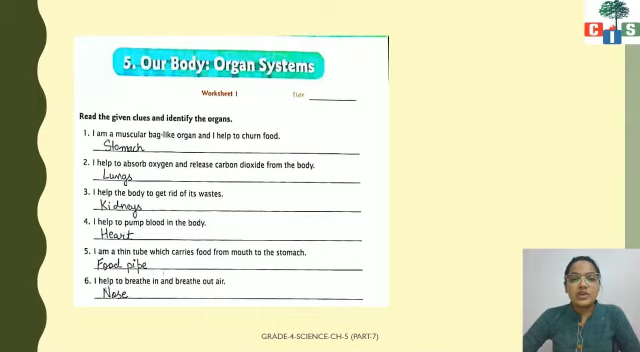 CIS
5. Our Body: Organ Systems
Worksheet 1
Date
Read the given clues and identify the organs.
1. I am a muscular bag-like organ and I help to churn food.
Stomach
2. I help to absorb oxygen and release carbon dioxide from the body.
Lungs
3. I help the body to get rid of its wastes.
Kidneys
4. I help to pump blood in the body.
Heart
5. I am a thin tube which carries food from mouth to the stomach.
Food pipe
6. I help to breathe in and breathe out air.
Nose
GRADE-4-SCIENCE-CH-5 (PART-7)